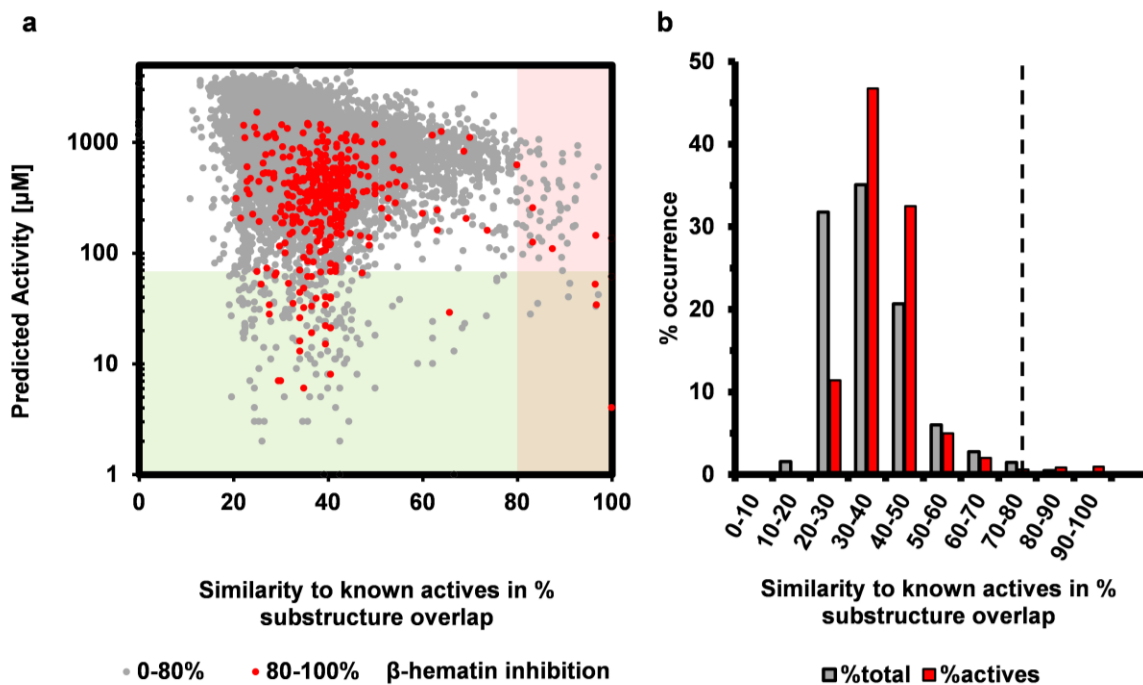 a
Predicted Activity [µM]
1000
100
10
1
0
20
40
60
80
100
Similarity to known actives in %
substructure overlap
0-80%
80-100%
β-hematin inhibition
b
% occurrence
50
40
30
20
10
0
0-10
10-20
20-30
30-40
40-50
50-60
60-70
70-80
80-90
90-100
Similarity to known actives in %
substructure overlap
%total
%actives